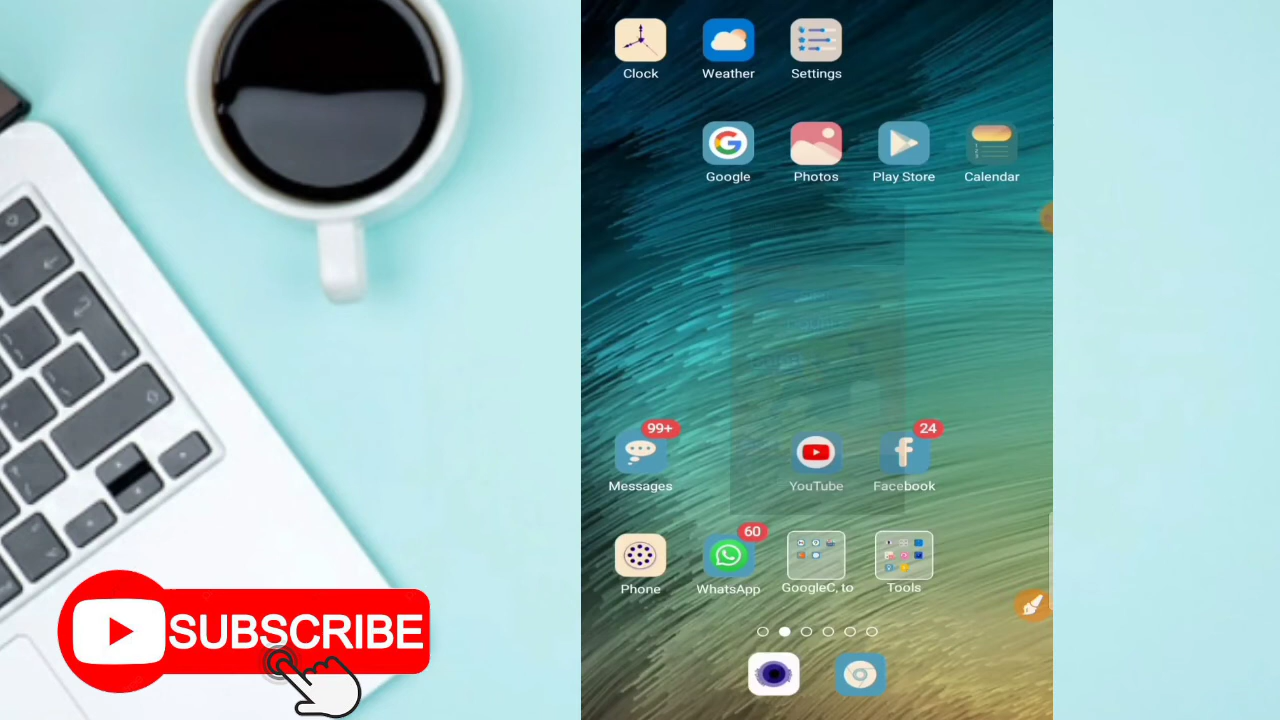 Clock Weather Settings
Google Photos Play Store Calendar
99+ 24
Messages YouTube Facebook
60
Phone WhatsApp GoogleC, to Tools
SUBSCRIBE